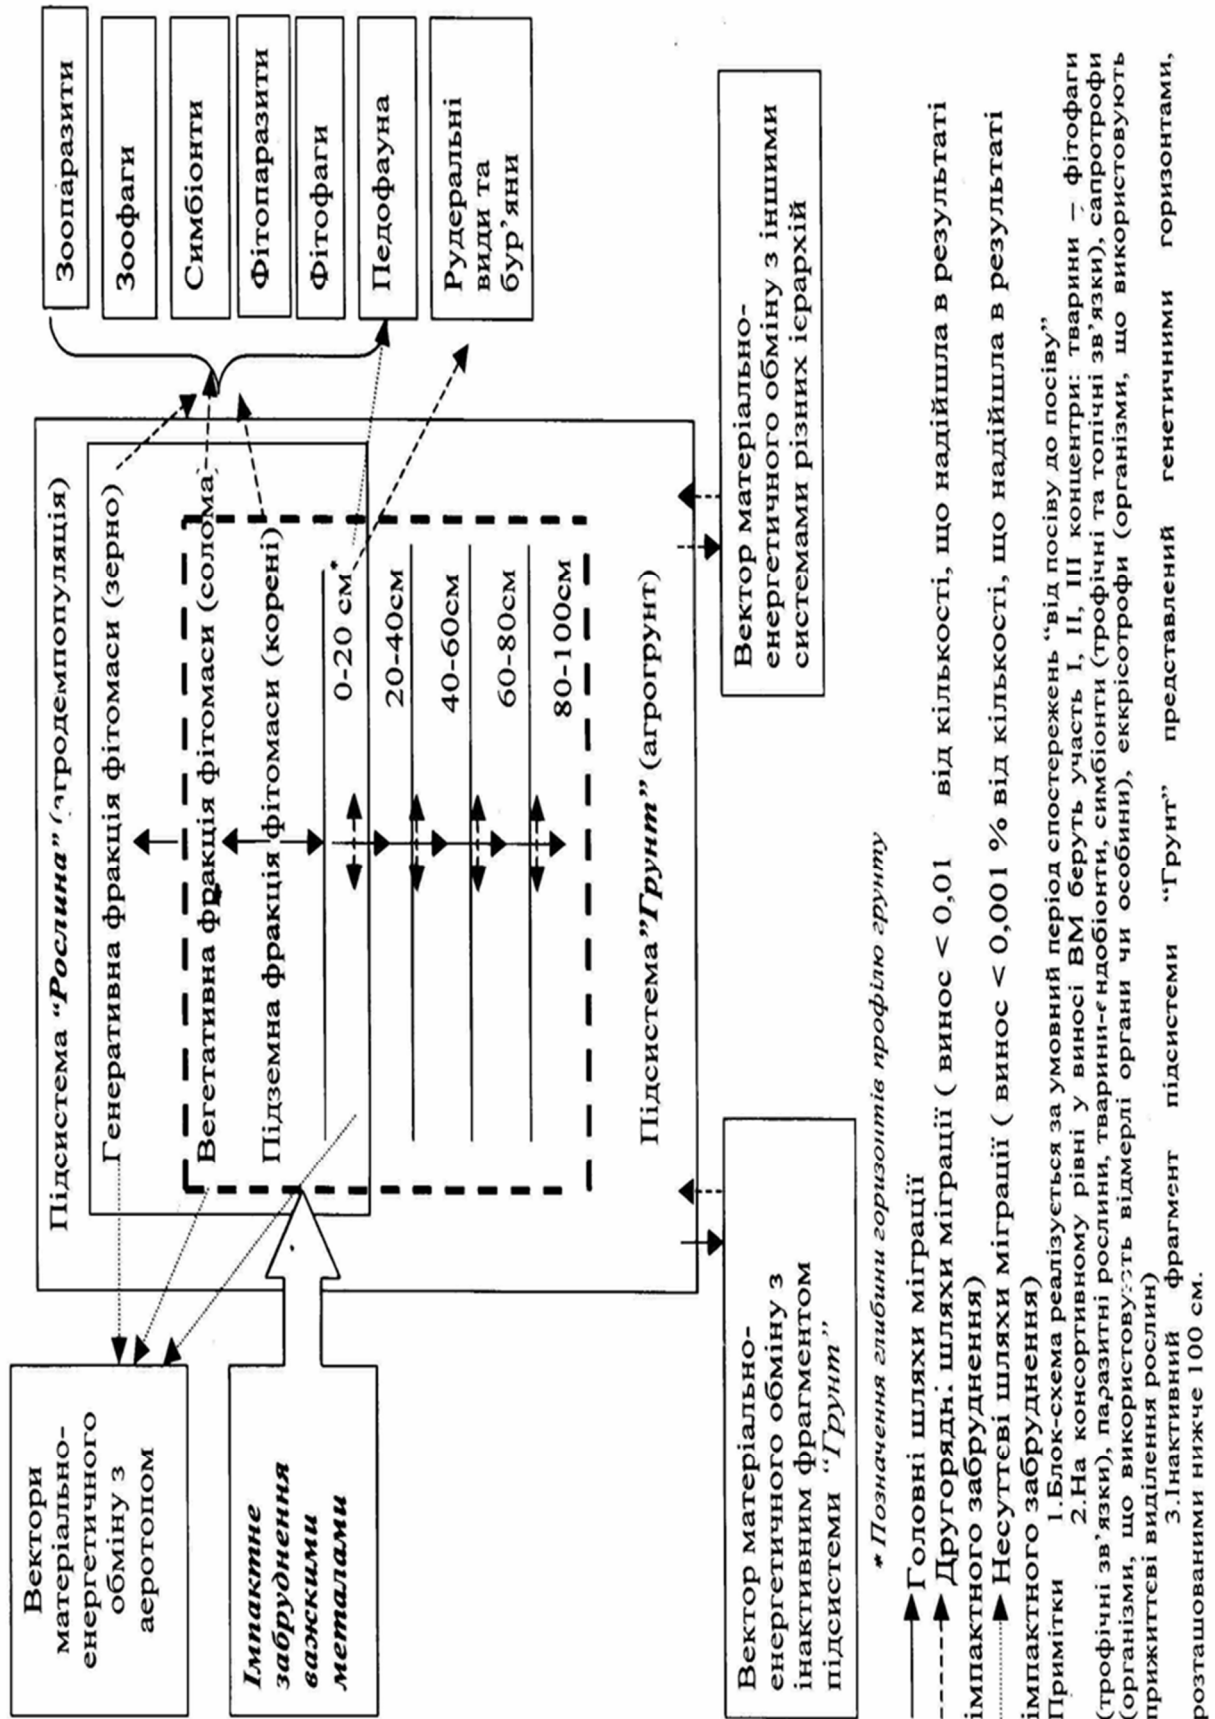 Вектори
матеріально-
енергетичного
обміну з
аеротопом
Імпактне
забруднення
важкими
металами
Підсистема “Рослина” (агродемпопуляція)
Генеративна фракція фітомаси (зерно)
Вегетативна фракція фітомаси (солома)
Підземна фракція фітомаси (корені)
0-20 см*
20-40см
40-60см
60-80см
80-100см
Підсистема”Грунт” (агрогрунт)
Зоопаразити
Зоофаги
Симбіонти
Фітопаразити
Фітофаги
Педофауна
Рудеральні
види та
бур’яни
Вектор матеріально-
енергетичного обміну з
інактивним фрагментом
підсистеми “Грунт”
Вектор матеріально-
енергетичного обміну з іншими
системами різних ієрархій
* Позначення глибини горизонтів профілю грунту
Головні шляхи міграції
Другорядні шляхи міграції ( винос < 0,01 від кількості, що надійшла в результаті
імпактного забруднення)
Несуттєві шляхи міграції ( винос < 0,001 % від кількості, що надійшла в результаті
імпактного забруднення)
Примітки 1.Блок-схема реалізується за умовний період спостережень “від посіву до посіву”
2.На консортивному рівні у виносі ВМ беруть участь I, II, III концентри: тварини – фітофаги
(трофічні зв’язки), паразитні рослини, тварини-ендобіонти, симбіонти (трофічні та топічні зв’язки), сапротрофи
(організми, що використовують відмерлі органи чи особини), еккрісотрофи (організми, що використовують
прижиттєві виділення рослин)
3.Інактивний фрагмент підсистеми “Грунт” представлений генетичними горизонтами,
розташованими нижче 100 см.